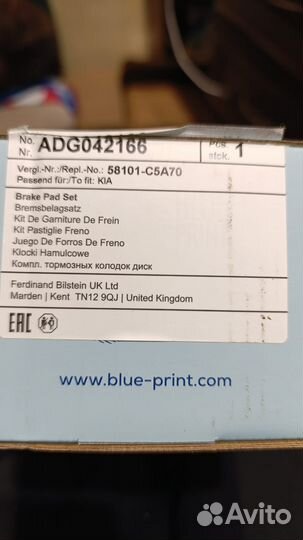 No. ADG042166 Pcs. 1
Nr. stck.
Vergl.-Nr.:/Repl.-No.: 58101-C5A70
Passend für:/To fit: KIA
Brake Pad Set
Bremsbelagsatz
Kit De Garniture De Frein
Kit Pastiglie Freno
Juego De Forros De Freno
Klocki Hamulcowe
Компл. тормозных колодок диск
Ferdinand Bilstein UK Ltd
Marden | Kent TN12 9QJ | United Kingdom
EAC
www.blue-print.com
Avito